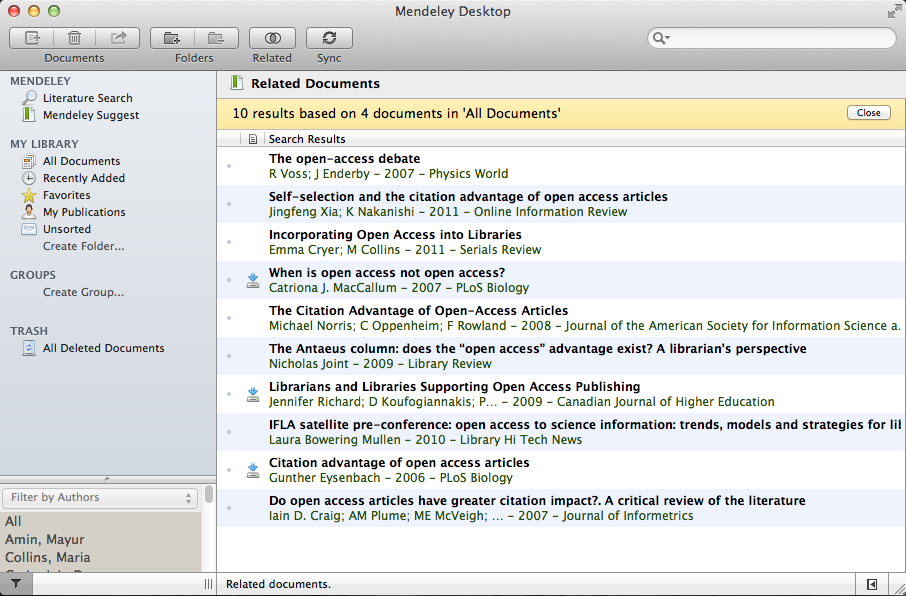 Mendeley Desktop
Documents
Folders
Related
Sync
MENDELEY
Literature Search
Mendeley Suggest
MY LIBRARY
All Documents
Recently Added
Favorites
My Publications
Unsorted
Create Folder...
GROUPS
Create Group...
TRASH
All Deleted Documents
Filter by Authors
All
Amin, Mayur
Collins, Maria
Related Documents
10 results based on 4 documents in 'All Documents'
Close
Search Results
The open-access debate
R Voss; J Enderby - 2007 - Physics World
Self-selection and the citation advantage of open access articles
Jingfeng Xia; K Nakanishi - 2011 - Online Information Review
Incorporating Open Access into Libraries
Emma Cryer; M Collins - 2011 - Serials Review
When is open access not open access?
Catriona J. MacCallum - 2007 - PLoS Biology
The Citation Advantage of Open-Access Articles
Michael Norris; C Oppenheim; F Rowland - 2008 - Journal of the American Society for Information Science a.
The Antaeus column: does the “open access” advantage exist? A librarian's perspective
Nicholas Joint - 2009 - Library Review
Librarians and Libraries Supporting Open Access Publishing
Jennifer Richard; D Koufogiannakis; P... - 2009 - Canadian Journal of Higher Education
IFLA satellite pre-conference: open access to science information: trends, models and strategies for li
Laura Bowering Mullen - 2010 - Library Hi Tech News
Citation advantage of open access articles
Gunther Eysenbach - 2006 - PLoS Biology
Do open access articles have greater citation impact?. A critical review of the literature
Iain D. Craig; AM Plume; ME McVeigh; ... - 2007 - Journal of Informetrics
Related documents.